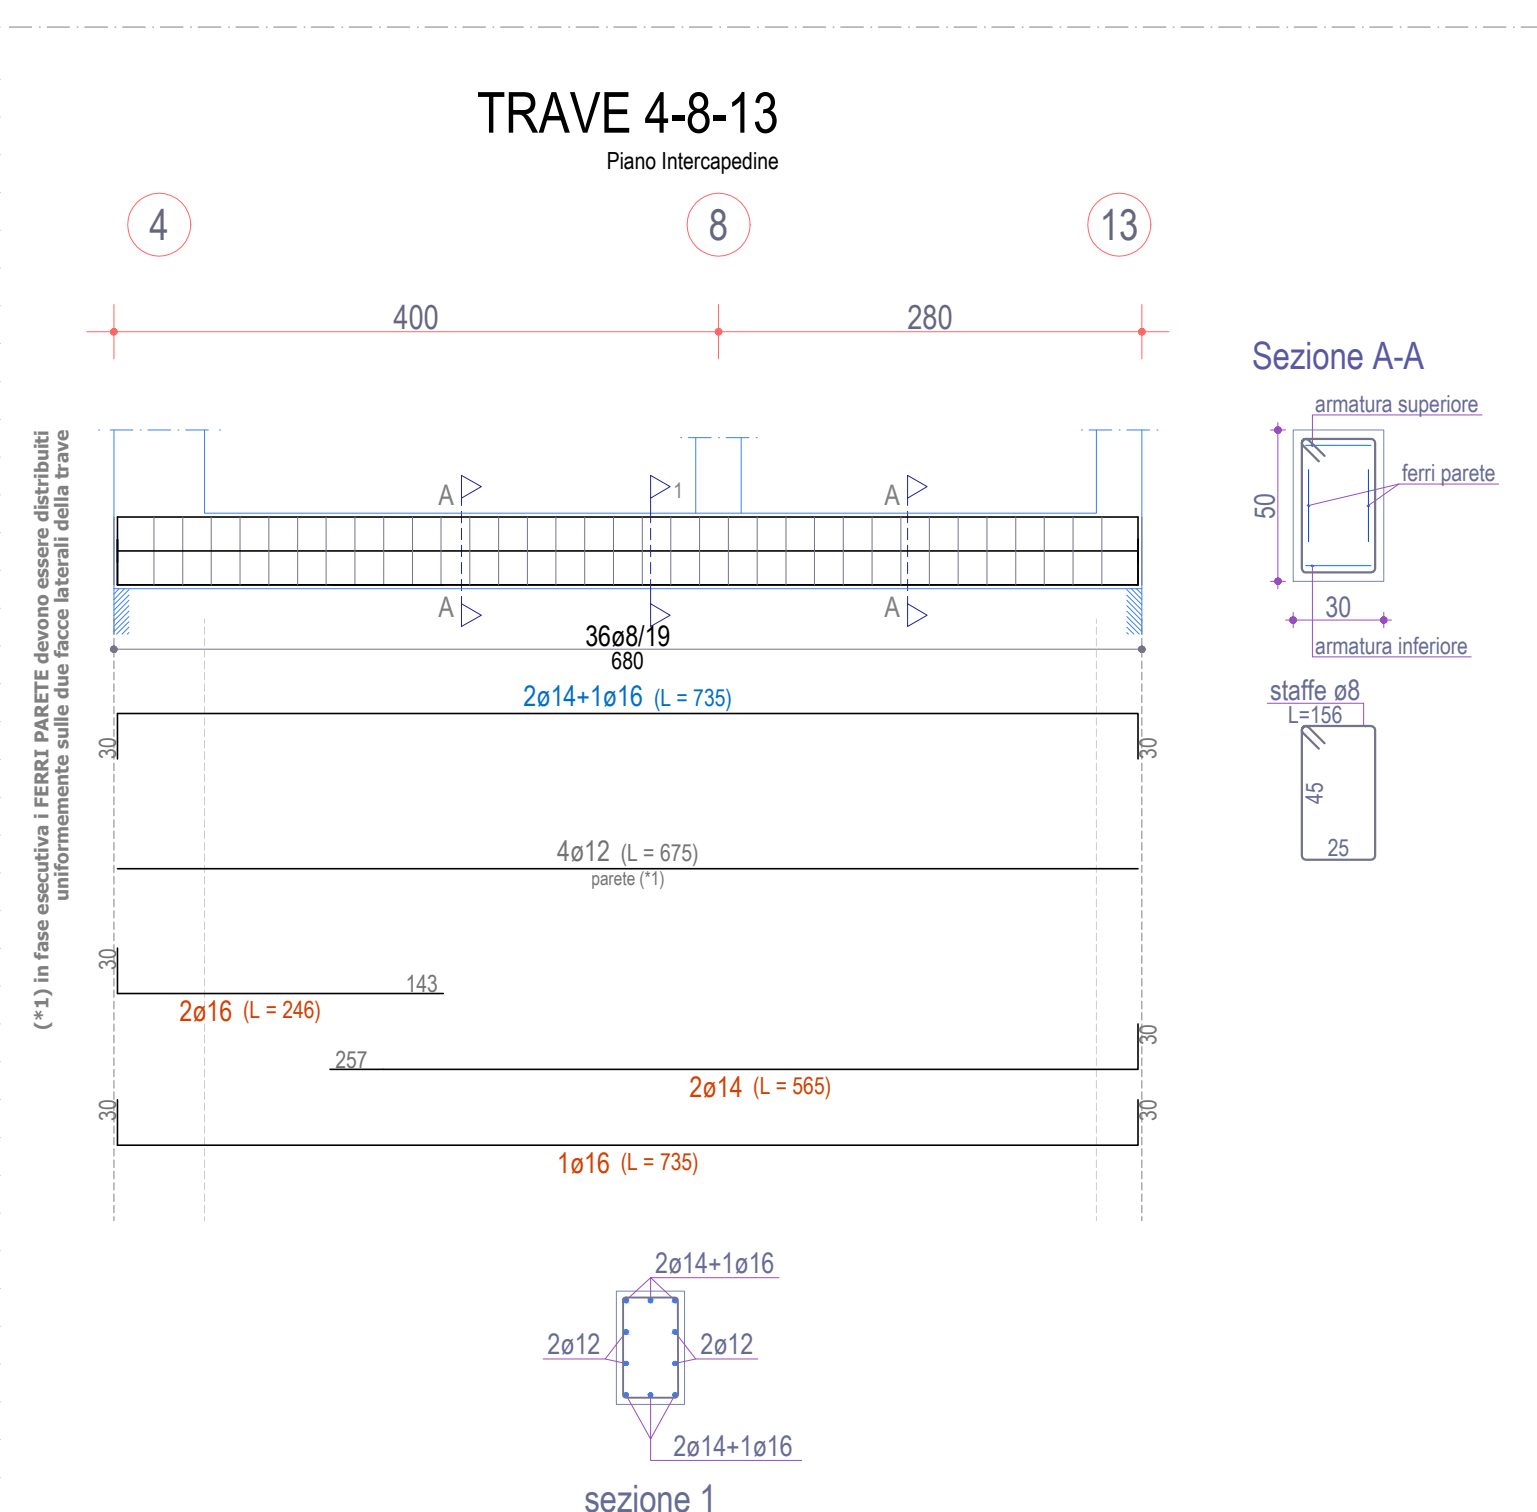 TRAVE 4-8-13
Piano Intercapedine
4
8
13
400
280
(*1) in fase esecutiva i FERRI PARETE devono essere distribuiti
uniformemente sulle due facce laterali della trave
A
1
A
A
A
36ø8/19
680
2ø14+1ø16 (L = 735)
30
30
4ø12 (L = 675)
parete (*1)
30
143
2ø16 (L = 246)
30
257
2ø14 (L = 565)
30
30
1ø16 (L = 735)
Sezione A-A
armatura superiore
ferri parete
50
30
armatura inferiore
staffe ø8
L=156
45
25
2ø14+1ø16
2ø12
2ø12
2ø14+1ø16
sezione 1